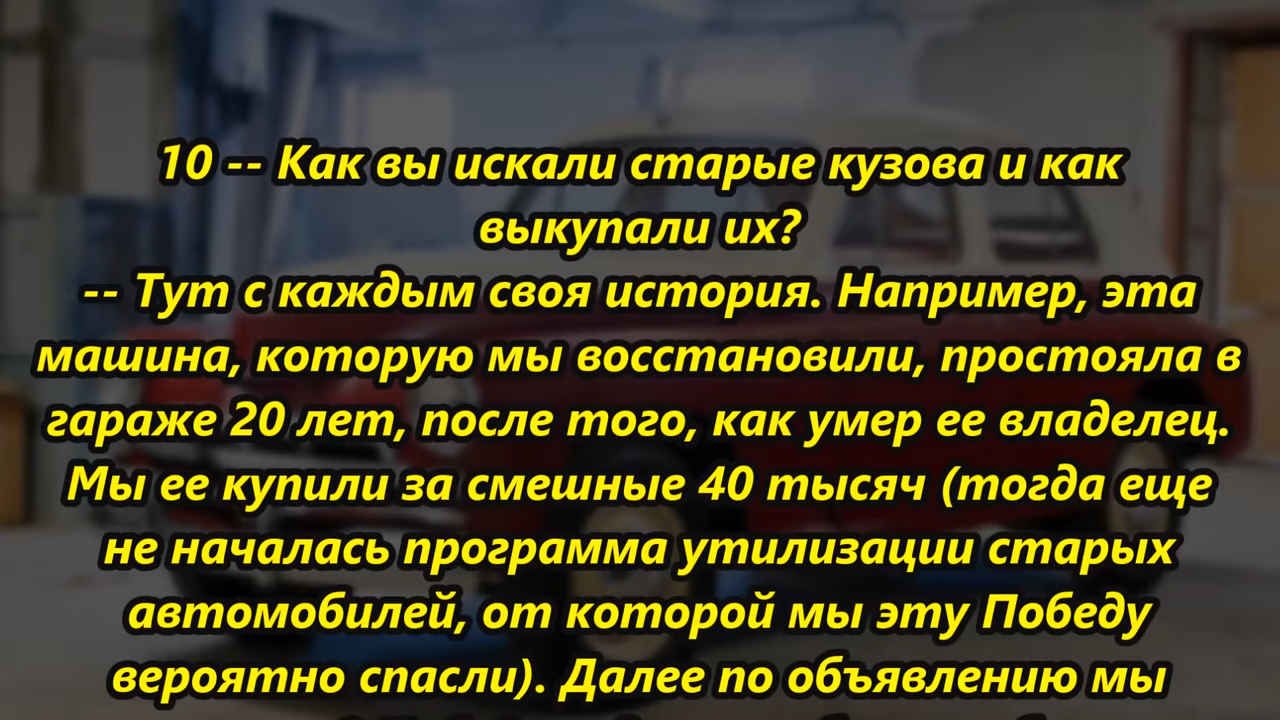 10 -- Как вы искали старые кузова и как
выкупали их?
-- Тут с каждым своя история. Например, эта
машина, которую мы восстановили, простояла в
гараже 20 лет, после того, как умер ее владелец.
Мы ее купили за смешные 40 тысяч (тогда еще
не началась программа утилизации старых
автомобилей, от которой мы эту Победу
вероятно спасли). Далее по объявлению мы